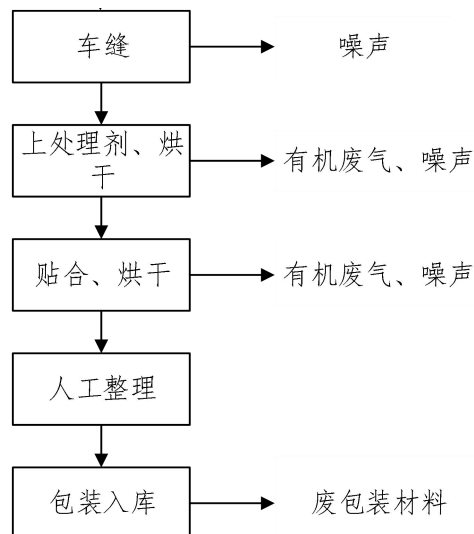 车缝
噪声
上处理剂、烘
干
有机废气、噪声
贴合、烘干
有机废气、噪声
人工整理
包装入库
废包装材料